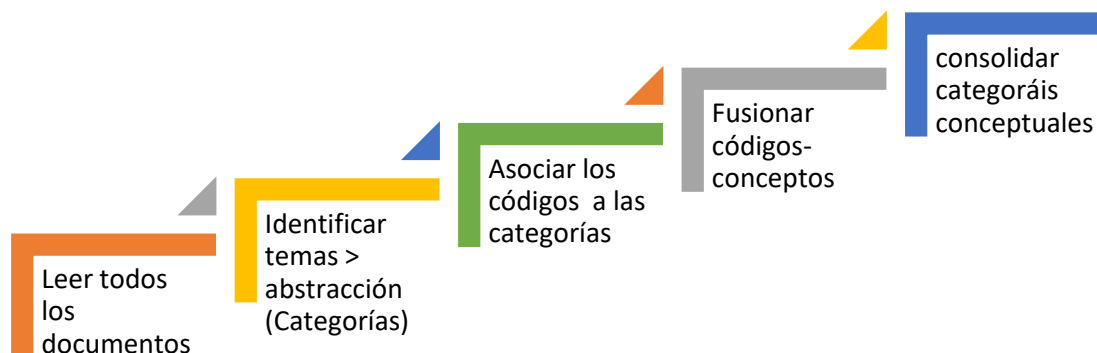 Leer todos
los
documentos
Identificar
temas >
abstracción
(Categorías)
Asociar los
códigos a las
categorías
Fusionar
códigos-
conceptos
consolidar
categoráis
conceptuales